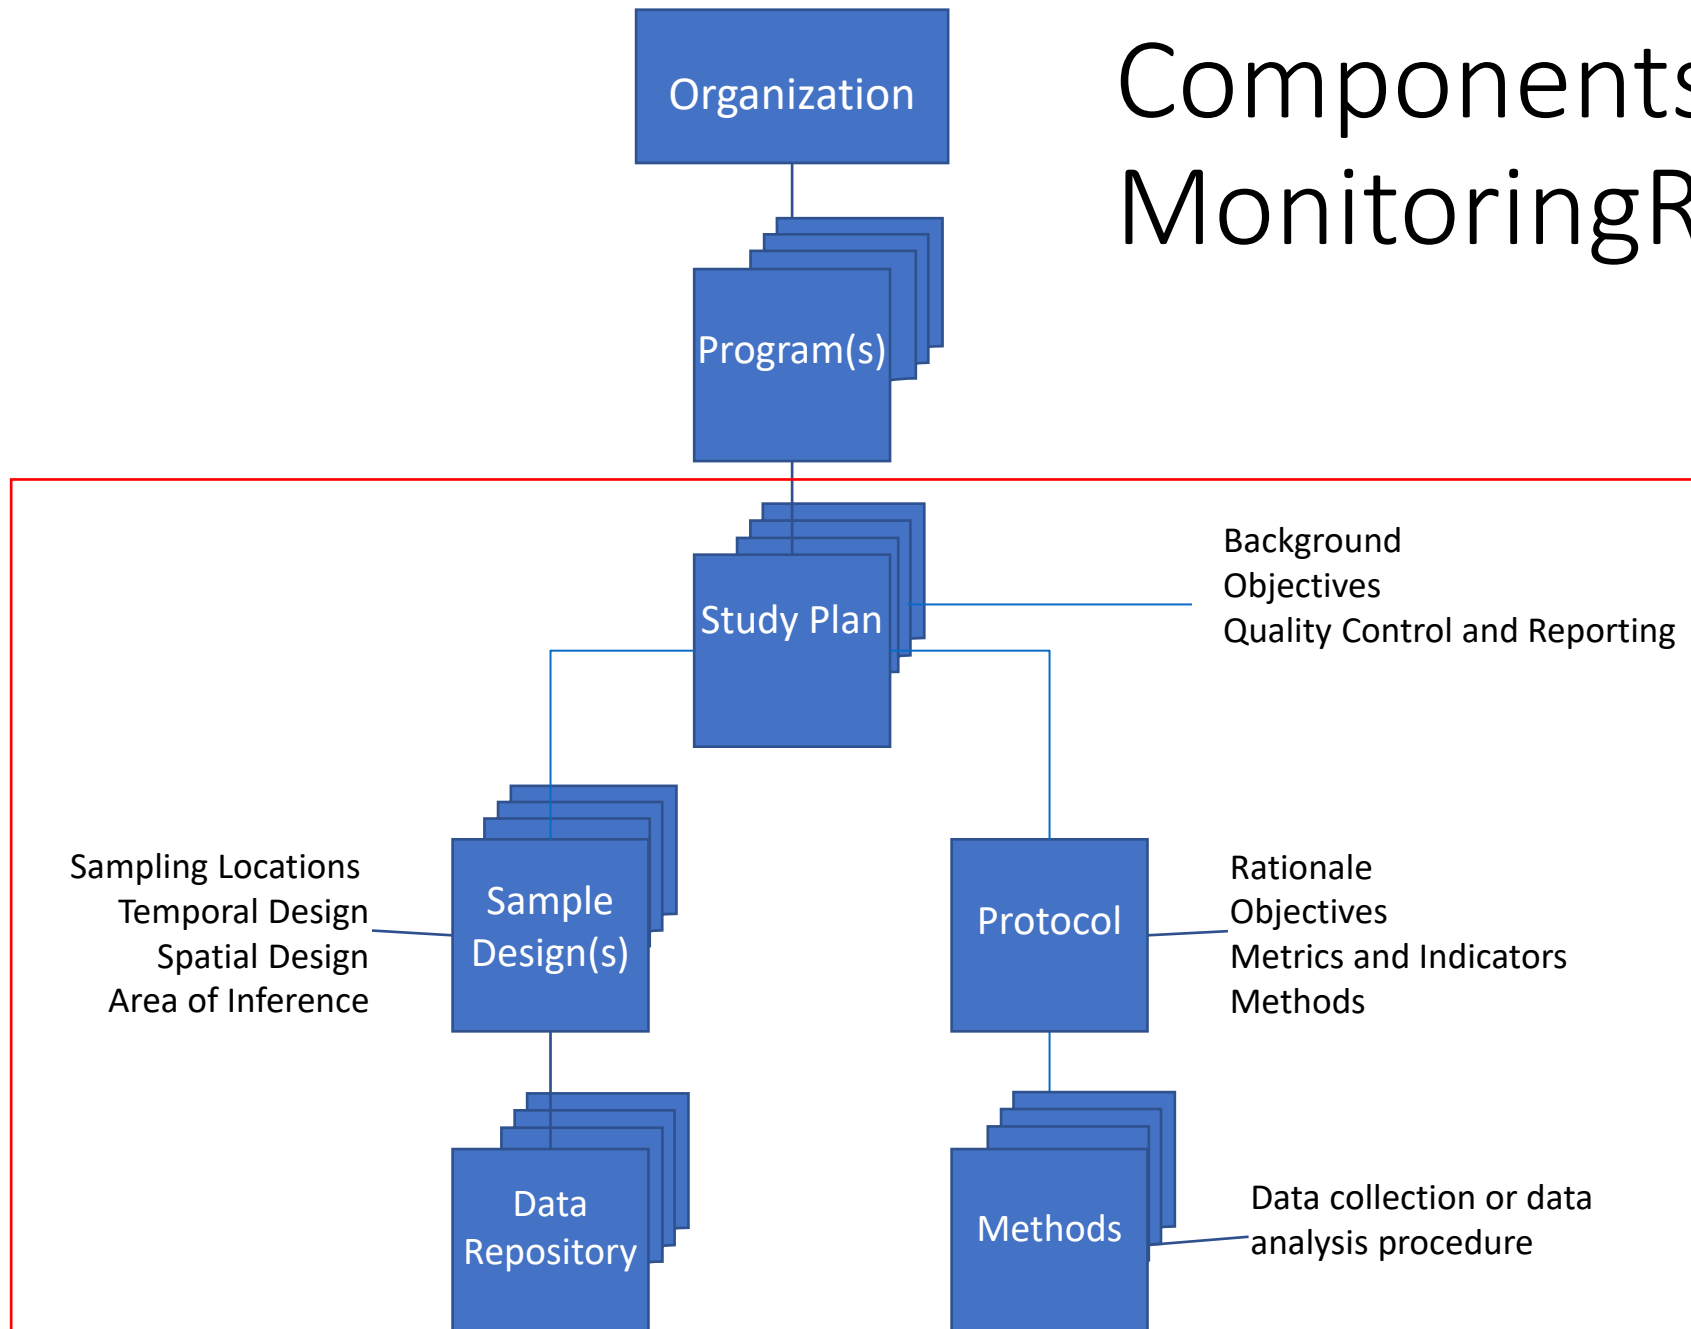 Components
MonitoringR
Organization
Program(s)
Study Plan
Background
Objectives
Quality Control and Reporting
Sampling Locations
Temporal Design
Spatial Design
Area of Inference
Sample
Design(s)
Protocol
Rationale
Objectives
Metrics and Indicators
Methods
Data
Repository
Methods
Data collection or data
analysis procedure